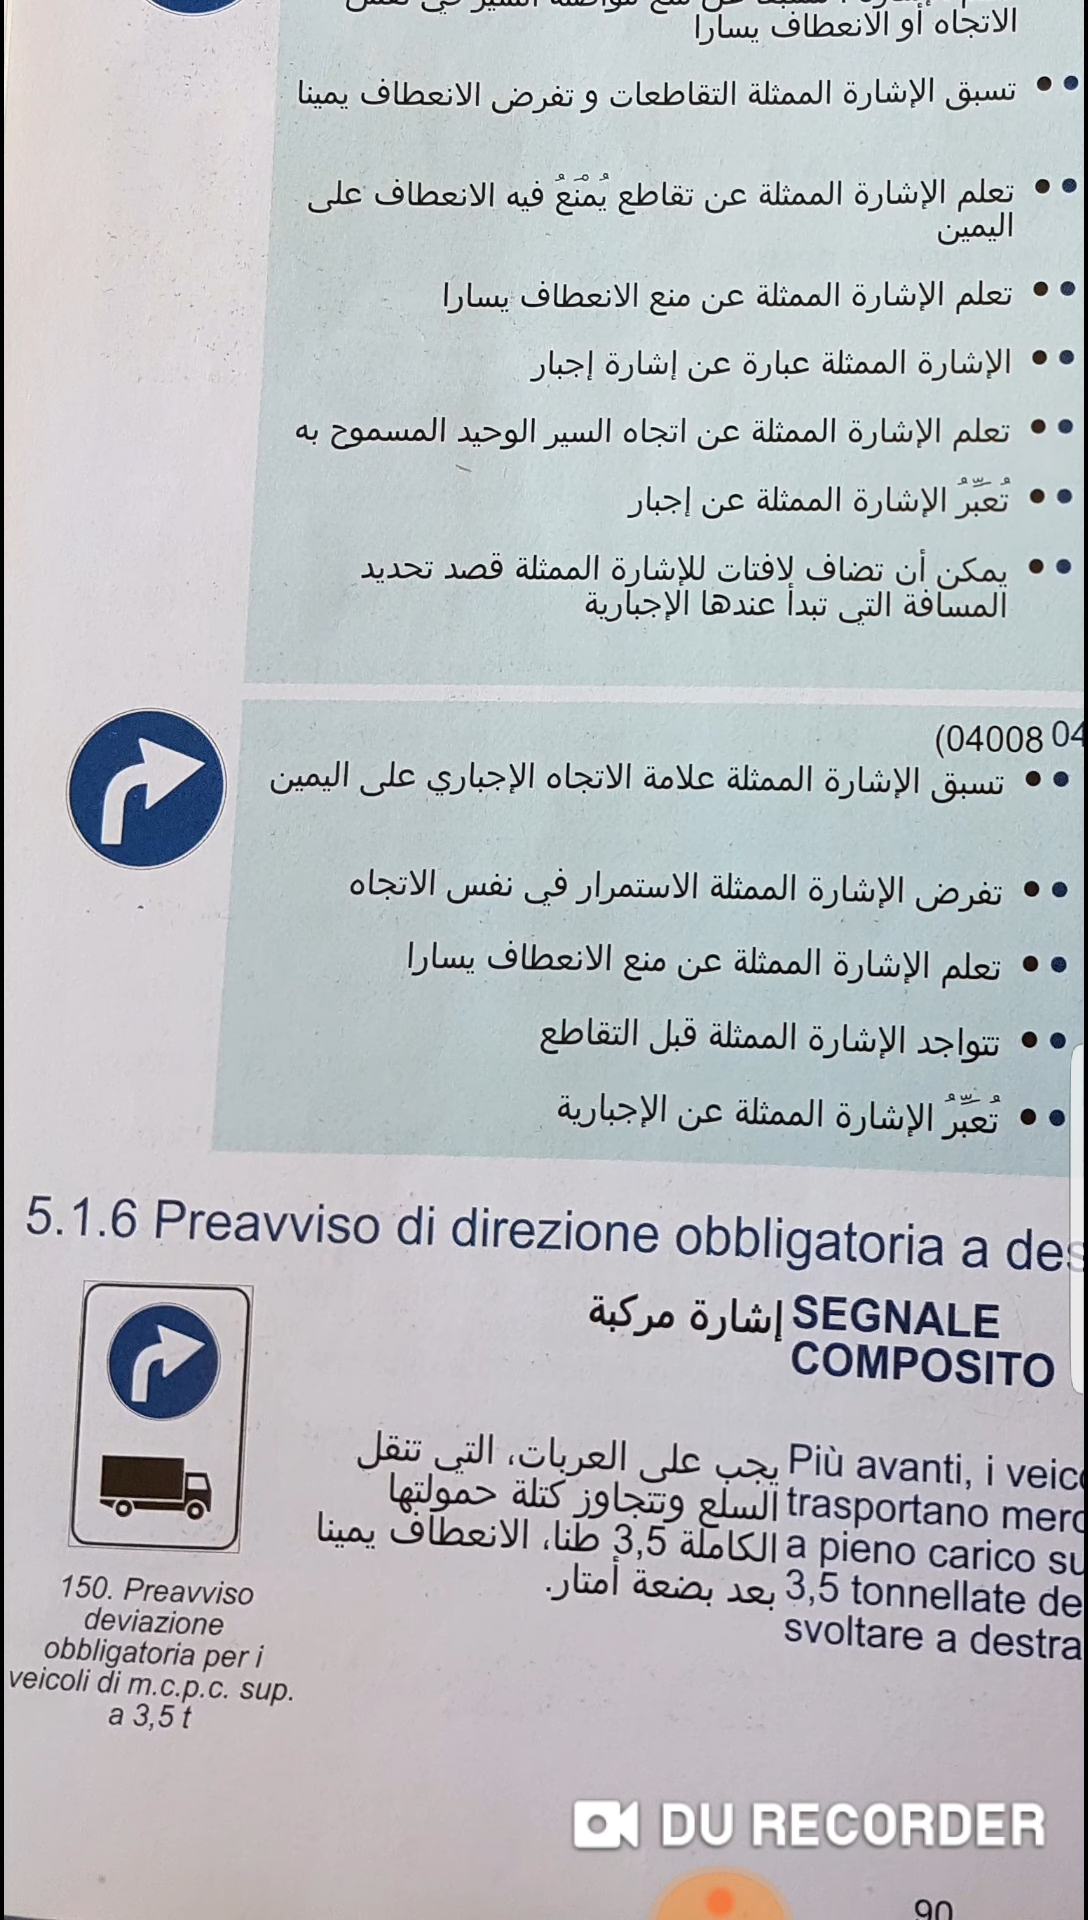 الاتجاه أو الانعطاف يسارا
تسبق الإشارة الممثلة التقاطعات و تفرض الانعطاف يمينا
تعلم الإشارة الممثلة عن تقاطع يُمْنَعُ فيه الانعطاف على
اليمين
تعلم الإشارة الممثلة عن منع الانعطاف يسارا
الإشارة الممثلة عبارة عن إشارة إجبار
تعلم الإشارة الممثلة عن اتجاه السير الوحيد المسموح به
تُعَبِّرُ الإشارة الممثلة عن إجبار
يمكن أن تضاف لافتات للإشارة الممثلة قصد تحديد
المسافة التي تبدأ عندها الإجبارية
(04008 04
تسبق الإشارة الممثلة علامة الاتجاه الإجباري على اليمين
تفرض الإشارة الممثلة الاستمرار في نفس الاتجاه
تعلم الإشارة الممثلة عن منع الانعطاف يسارا
تتواجد الإشارة الممثلة قبل التقاطع
تُعَبِّرُ الإشارة الممثلة عن الإجبارية
5.1.6 Preavviso di direzione obbligatoria a des
إشارة مركبة
SEGNALE
COMPOSITO
يجب على العربات، التي تنقل
السلع وتتجاوز كتلة حمولتها
الكاملة 3,5 طنا، الانعطاف يمينا
بعد بضعة أمتار.
Più avanti, i veic
trasportano merc
a pieno carico su
3,5 tonnellate de
svoltare a destra
150. Preavviso
deviazione
obbligatoria per i
veicoli di m.c.p.c. sup.
a 3,5 t
DU RECORDER
90